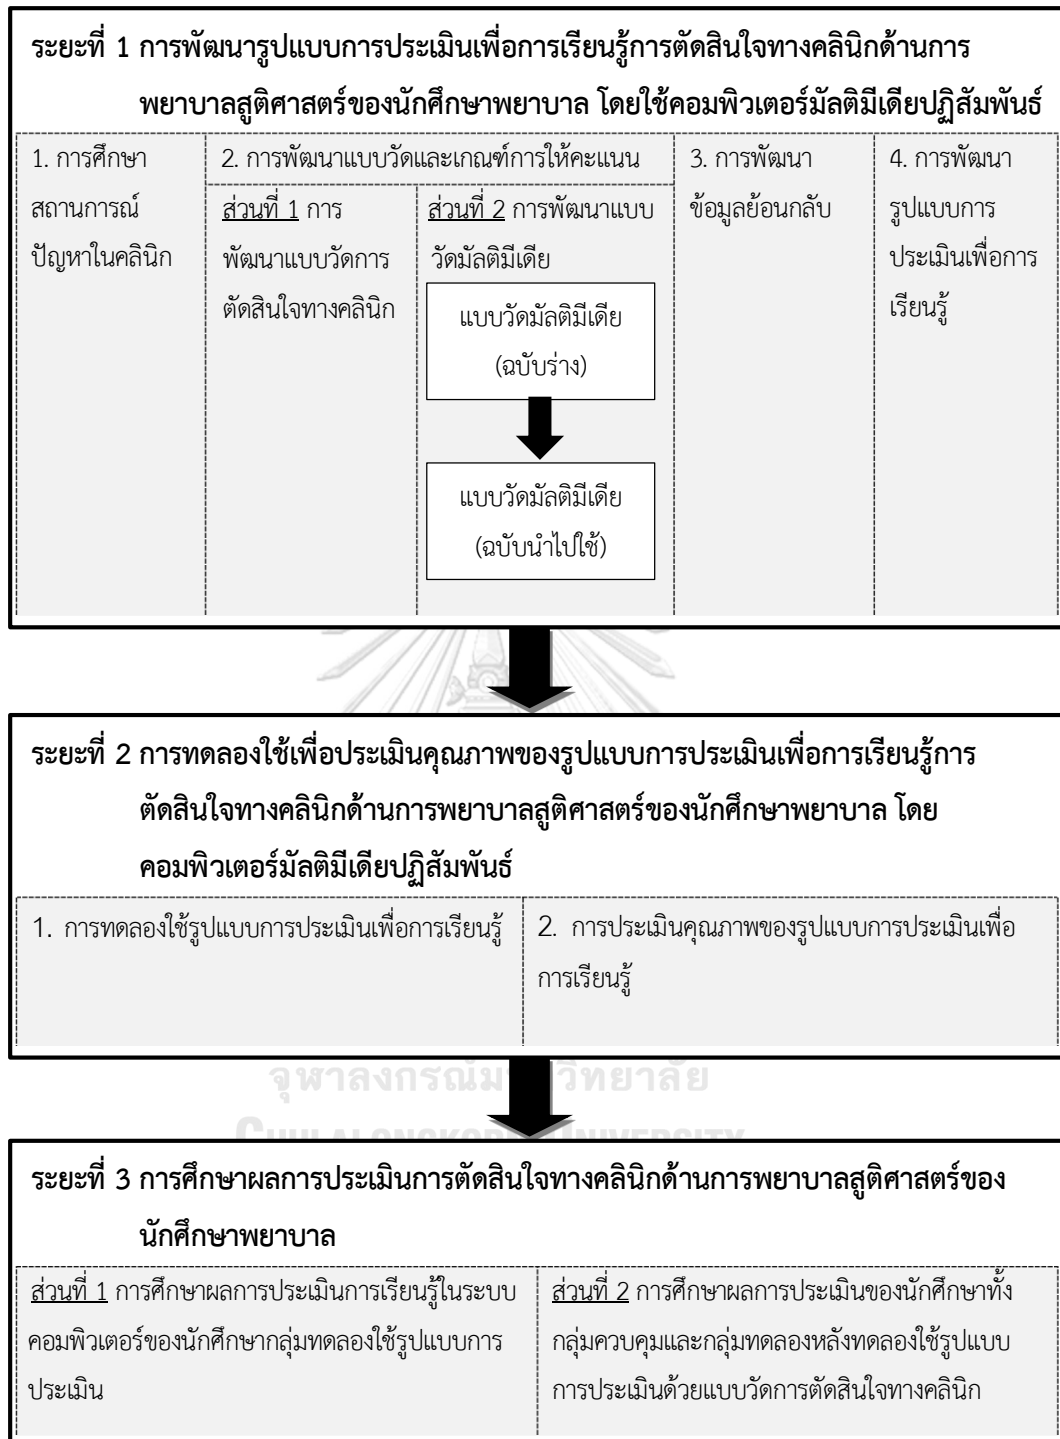 ระยะที่ 1 การพัฒนารูปแบบการประเมินเพื่อการเรียนรู้การตัดสินใจทางคลินิกด้านการ
พยาบาลสูติศาสตร์ของนักศึกษาพยาบาล โดยใช้คอมพิวเตอร์มัลติมีเดียปฏิสัมพันธ์
1. การศึกษา
สถานการณ์
ปัญหาในคลินิก
2. การพัฒนาแบบวัดและเกณฑ์การให้คะแนน
ส่วนที่ 1 การ
พัฒนาแบบวัดการ
ตัดสินใจทางคลินิก
ส่วนที่ 2 การพัฒนาแบบ
วัดมัลติมีเดีย
แบบวัดมัลติมีเดีย
(ฉบับร่าง)
แบบวัดมัลติมีเดีย
(ฉบับนำไปใช้)
3. การพัฒนา
ข้อมูลย้อนกลับ
4. การพัฒนา
รูปแบบการ
ประเมินเพื่อการ
เรียนรู้
ระยะที่ 2 การทดลองใช้เพื่อประเมินคุณภาพของรูปแบบการประเมินเพื่อการเรียนรู้การ
ตัดสินใจทางคลินิกด้านการพยาบาลสูติศาสตร์ของนักศึกษาพยาบาล โดย
คอมพิวเตอร์มัลติมีเดียปฏิสัมพันธ์
1. การทดลองใช้รูปแบบการประเมินเพื่อการเรียนรู้
2. การประเมินคุณภาพของรูปแบบการประเมินเพื่อ
การเรียนรู้
ระยะที่ 3 การศึกษาผลการประเมินการตัดสินใจทางคลินิกด้านการพยาบาลสูติศาสตร์ของ
นักศึกษาพยาบาล
ส่วนที่ 1 การศึกษาผลการประเมินการเรียนรู้ในระบบ
คอมพิวเตอร์ของนักศึกษากลุ่มทดลองใช้รูปแบบการ
ประเมิน
ส่วนที่ 2 การศึกษาผลการประเมินของนักศึกษาทั้ง
กลุ่มควบคุมและกลุ่มทดลองหลังทดลองใช้รูปแบบ
การประเมินด้วยแบบวัดการตัดสินใจทางคลินิก